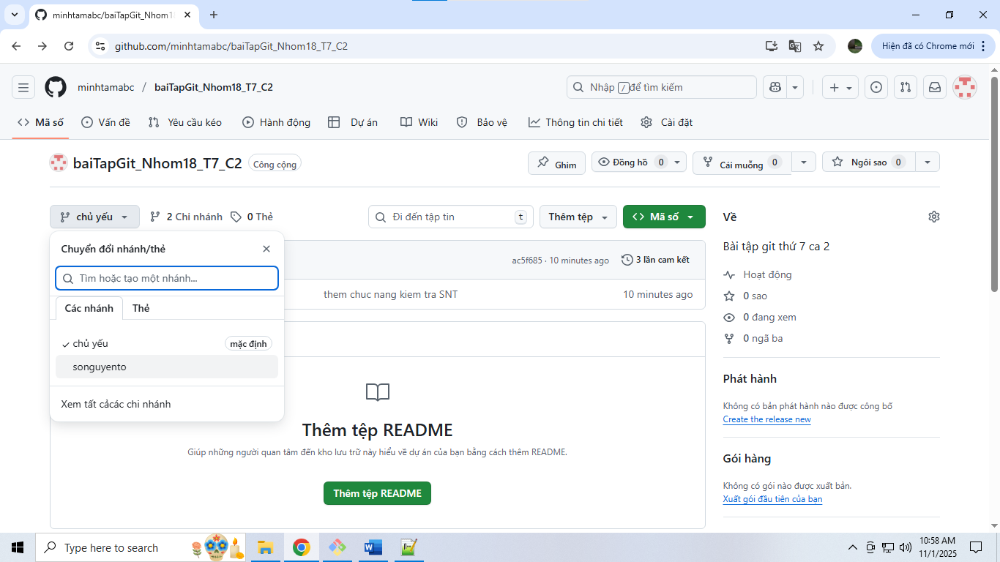 minhtamabc/baiTapGit_Nhom1
github.com/minhtamabc/baiTapGit_Nhom18_T7_C2
Hiện đã có Chrome mới
minhtamabc / baiTapGit_Nhom18_T7_C2
Nhập / để tìm kiếm
Mã số Vấn đề Yêu cầu kéo Hành động Dự án Wiki Bảo vệ Thông tin chi tiết Cài đặt
baiTapGit_Nhom18_T7_C2 Công cộng
Ghim Đồng hồ 0 Cái muỗng 0 Ngôi sao 0
chủ yếu 2 Chi nhánh 0 Thẻ Đi đến tập tin t Thêm tệp Mã số
Chuyển đổi nhánh/thẻ
Tìm hoặc tạo một nhánh...
Các nhánh Thẻ
chủ yếu mặc định
songuyento
Xem tất cảcác chi nhánh
ac5f685 · 10 minutes ago 3 lần cam kết
them chuc nang kiem tra SNT 10 minutes ago
Thêm tệp README
Giúp những người quan tâm đến kho lưu trữ này hiểu về dự án của bạn bằng cách thêm README.
Thêm tệp README
Về
Bài tập git thứ 7 ca 2
Hoạt động
0 sao
0 đang xem
0 ngã ba
Phát hành
Không có bản phát hành nào được công bố
Create the release new
Gói hàng
Không có gói nào được xuất bản.
Xuất gói đầu tiên của bạn
Type here to search
10:58 AM
11/1/2025